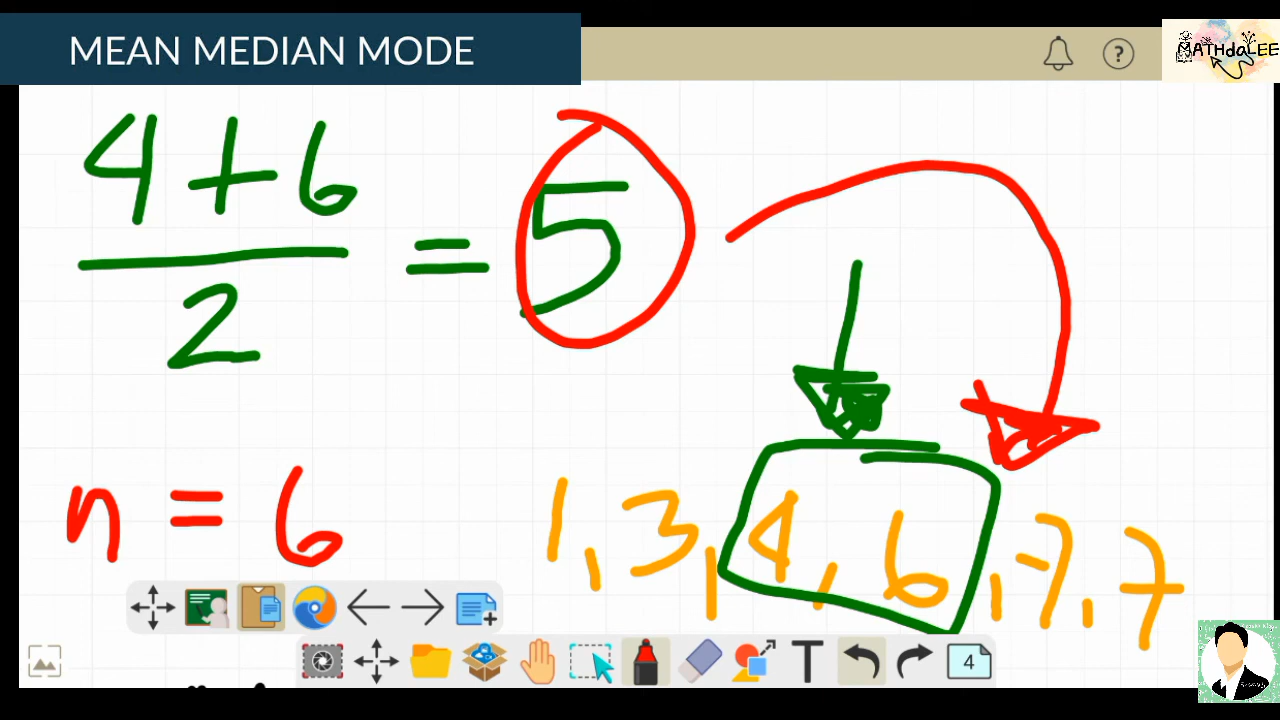 MEAN MEDIAN MODE
MATHdaLEE
4+6
2
= 5
n = 6
1, 3, 4, 6, 7, 7
4